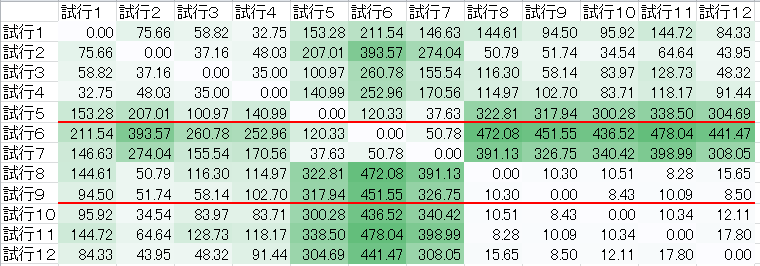 試行1 試行2 試行3 試行4 試行5 試行6 試行7 試行8 試行9 試行10 試行11 試行12
試行1 0.00 75.66 58.82 32.75 153.28 211.54 146.63 144.61 94.50 95.92 144.72 84.33
試行2 75.66 0.00 37.16 48.03 207.01 393.57 274.04 50.79 51.74 34.54 64.64 43.95
試行3 58.82 37.16 0.00 35.00 100.97 260.78 155.54 116.30 58.14 83.97 128.73 48.32
試行4 32.75 48.03 35.00 0.00 140.99 252.96 170.56 114.97 102.70 83.71 118.17 91.44
試行5 153.28 207.01 100.97 140.99 0.00 120.33 37.63 322.81 317.94 300.28 338.50 304.69
試行6 211.54 393.57 260.78 252.96 120.33 0.00 50.78 472.08 451.55 436.52 478.04 441.47
試行7 146.63 274.04 155.54 170.56 37.63 50.78 0.00 391.13 326.75 340.42 398.99 308.05
試行8 144.61 50.79 116.30 114.97 322.81 472.08 391.13 0.00 10.30 10.51 8.28 15.65
試行9 94.50 51.74 58.14 102.70 317.94 451.55 326.75 10.30 0.00 8.43 10.09 8.50
試行10 95.92 34.54 83.97 83.71 300.28 436.52 340.42 10.51 8.43 0.00 10.34 12.11
試行11 144.72 64.64 128.73 118.17 338.50 478.04 398.99 8.28 10.09 10.34 0.00 17.80
試行12 84.33 43.95 48.32 91.44 304.69 441.47 308.05 15.65 8.50 12.11 17.80 0.00